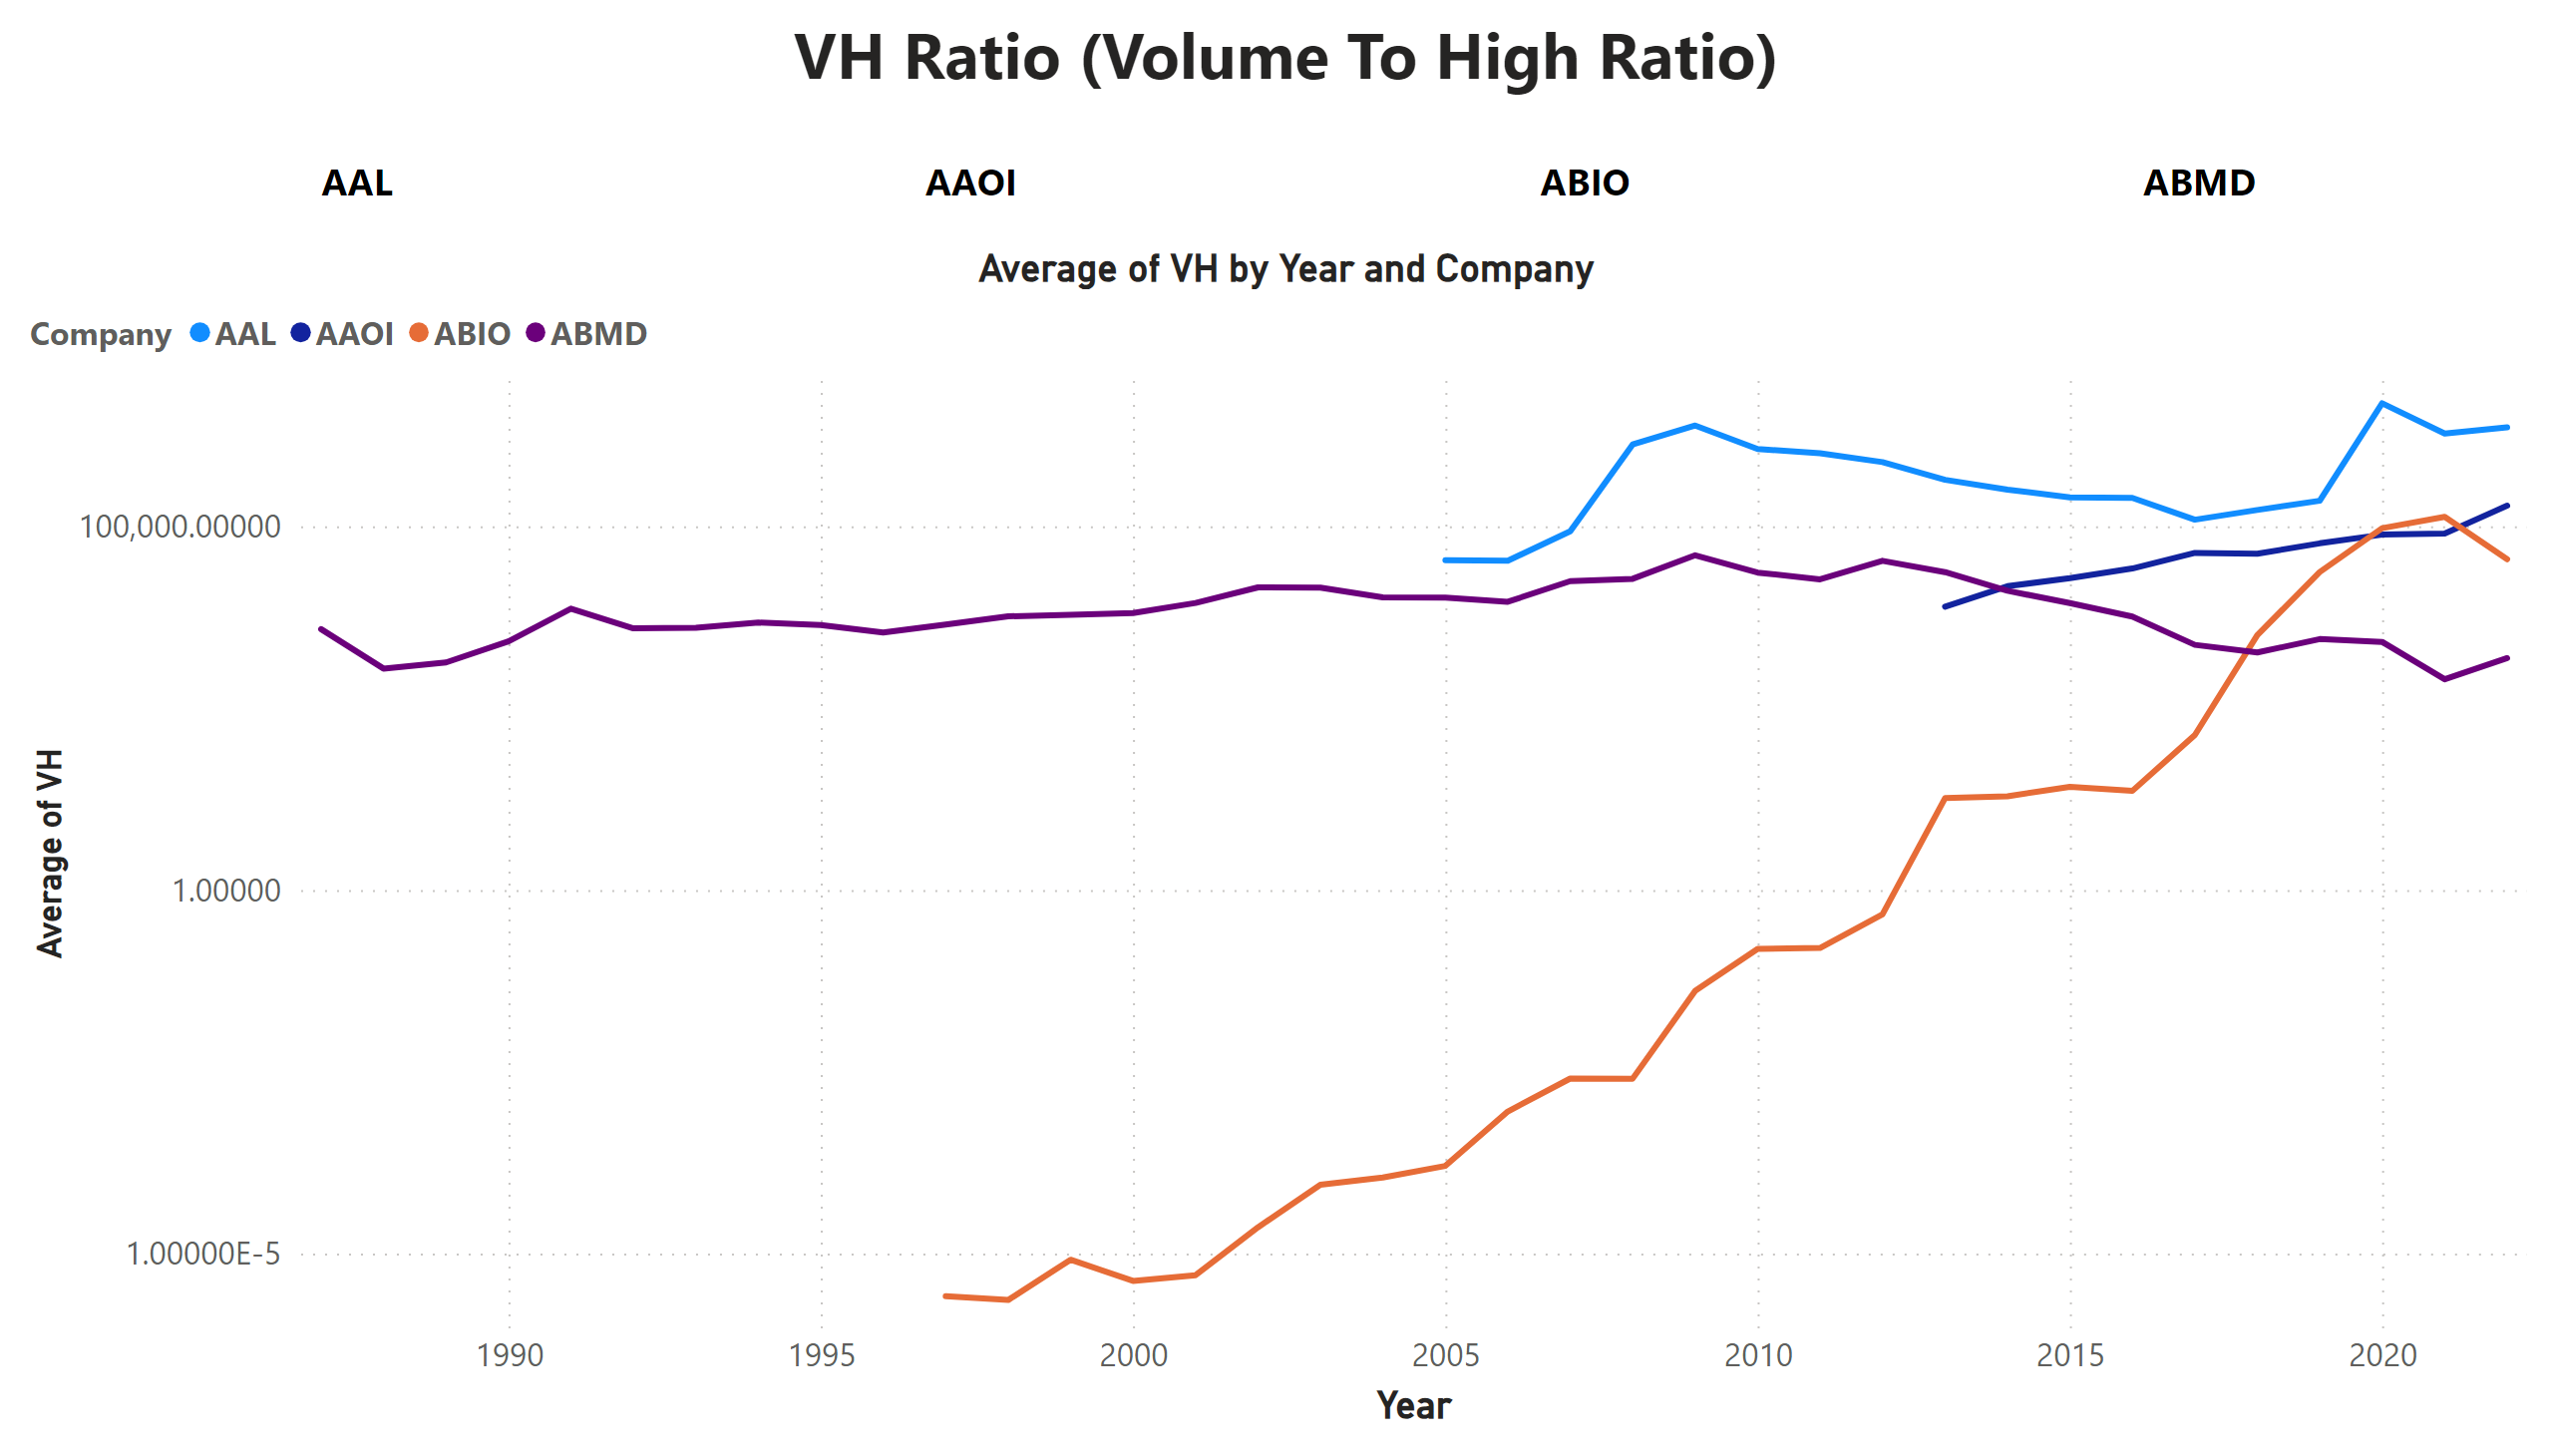 VH Ratio (Volume To High Ratio)
AAL AAOI ABIO ABMD
Average of VH by Year and Company
Company AAL AAOI ABIO ABMD
100,000.00000
1.00000
1.00000E-5
Average of VH
1990 1995 2000 2005 2010 2015 2020
Year